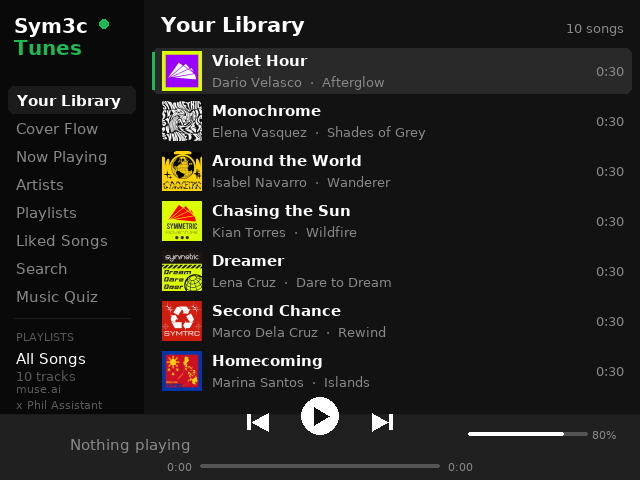 Sym3c
Tunes
Your Library
Cover Flow
Now Playing
Artists
Playlists
Liked Songs
Search
Music Quiz
PLAYLISTS
All Songs
10 tracks
muse.ai
x Phil Assistant
Your Library
10 songs
Violet Hour
Dario Velasco · Afterglow
0:30
Monochrome
Elena Vasquez · Shades of Grey
0:30
Around the World
Isabel Navarro · Wanderer
0:30
SYMMETRIC
Chasing the Sun
Kian Torres · Wildfire
0:30
symmetric
Dream
Dare
Doer
Dreamer
Lena Cruz · Dare to Dream
0:30
SYMTRC
Second Chance
Marco Dela Cruz · Rewind
0:30
Homecoming
Marina Santos · Islands
0:30
Nothing playing
0:00
0:00
80%